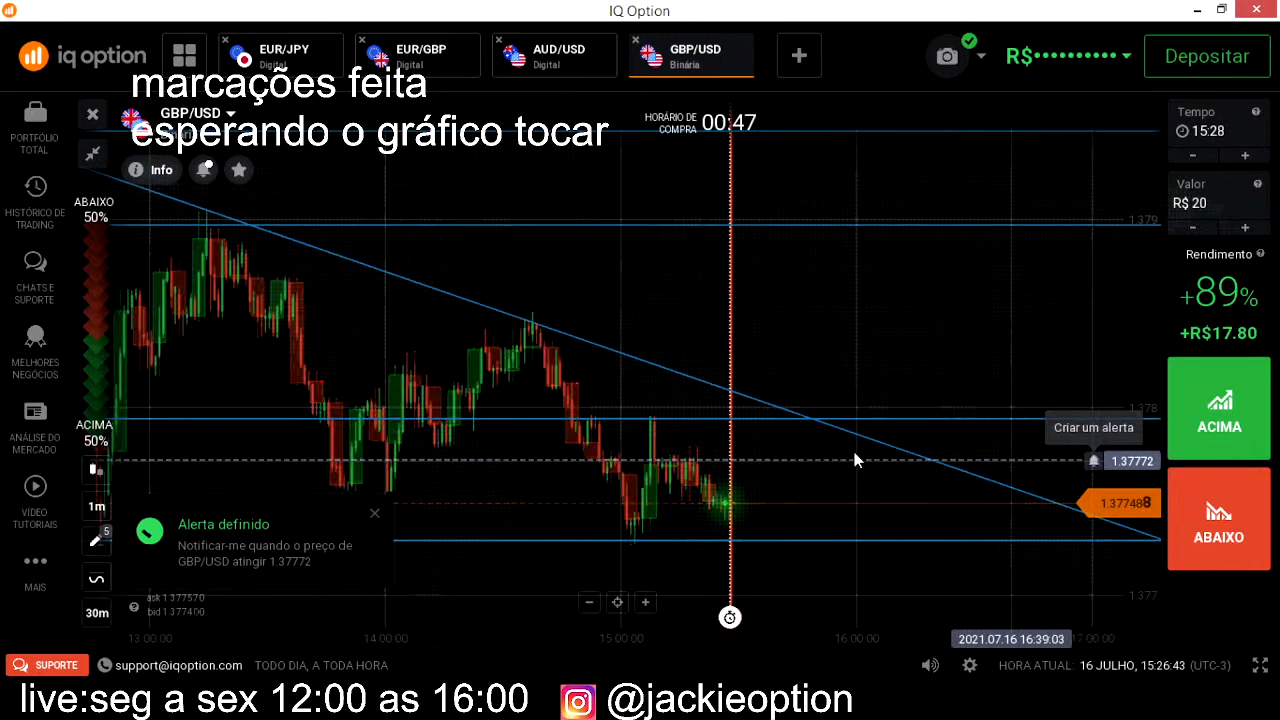 IQ Option
iq option
EUR/JPY
Digital
EUR/GBP
Digital
AUD/USD
Digital
GBP/USD
Binária
R$••••••••••
Depositar
marcações feita
esperando o gráfico tocar
GBP/USD
Info
HORÁRIO DE
COMPRA
00:47
PORTFÓLIO
TOTAL
HISTÓRICO DE
TRADING
CHATS E
SUPORTE
MELHORES
NEGÓCIOS
ANÁLISE DO
MERCADO
VÍDEO
TUTORIAIS
MAIS
ABAIXO
50%
ACIMA
50%
1m
5
30m
Alerta definido
Notificar-me quando o preço de
GBP/USD atingir 1.37772
ask 1.377570
bid 1.377400
1.379
1.378
1.377
Criar um alerta
1.37772
1.377488
Tempo
15:28
Valor
R$ 20
Rendimento
+89%
+R$17.80
ACIMA
ABAIXO
13:00:00
14:00:00
15:00:00
16:00:00
2021.07.16 16:39:03
17:00:00
SUPORTE
support@iqoption.com
TODO DIA, A TODA HORA
HORA ATUAL: 16 JULHO, 15:26:43 (UTC-3)
live:seg a sex 12:00 as 16:00
@jackieoption